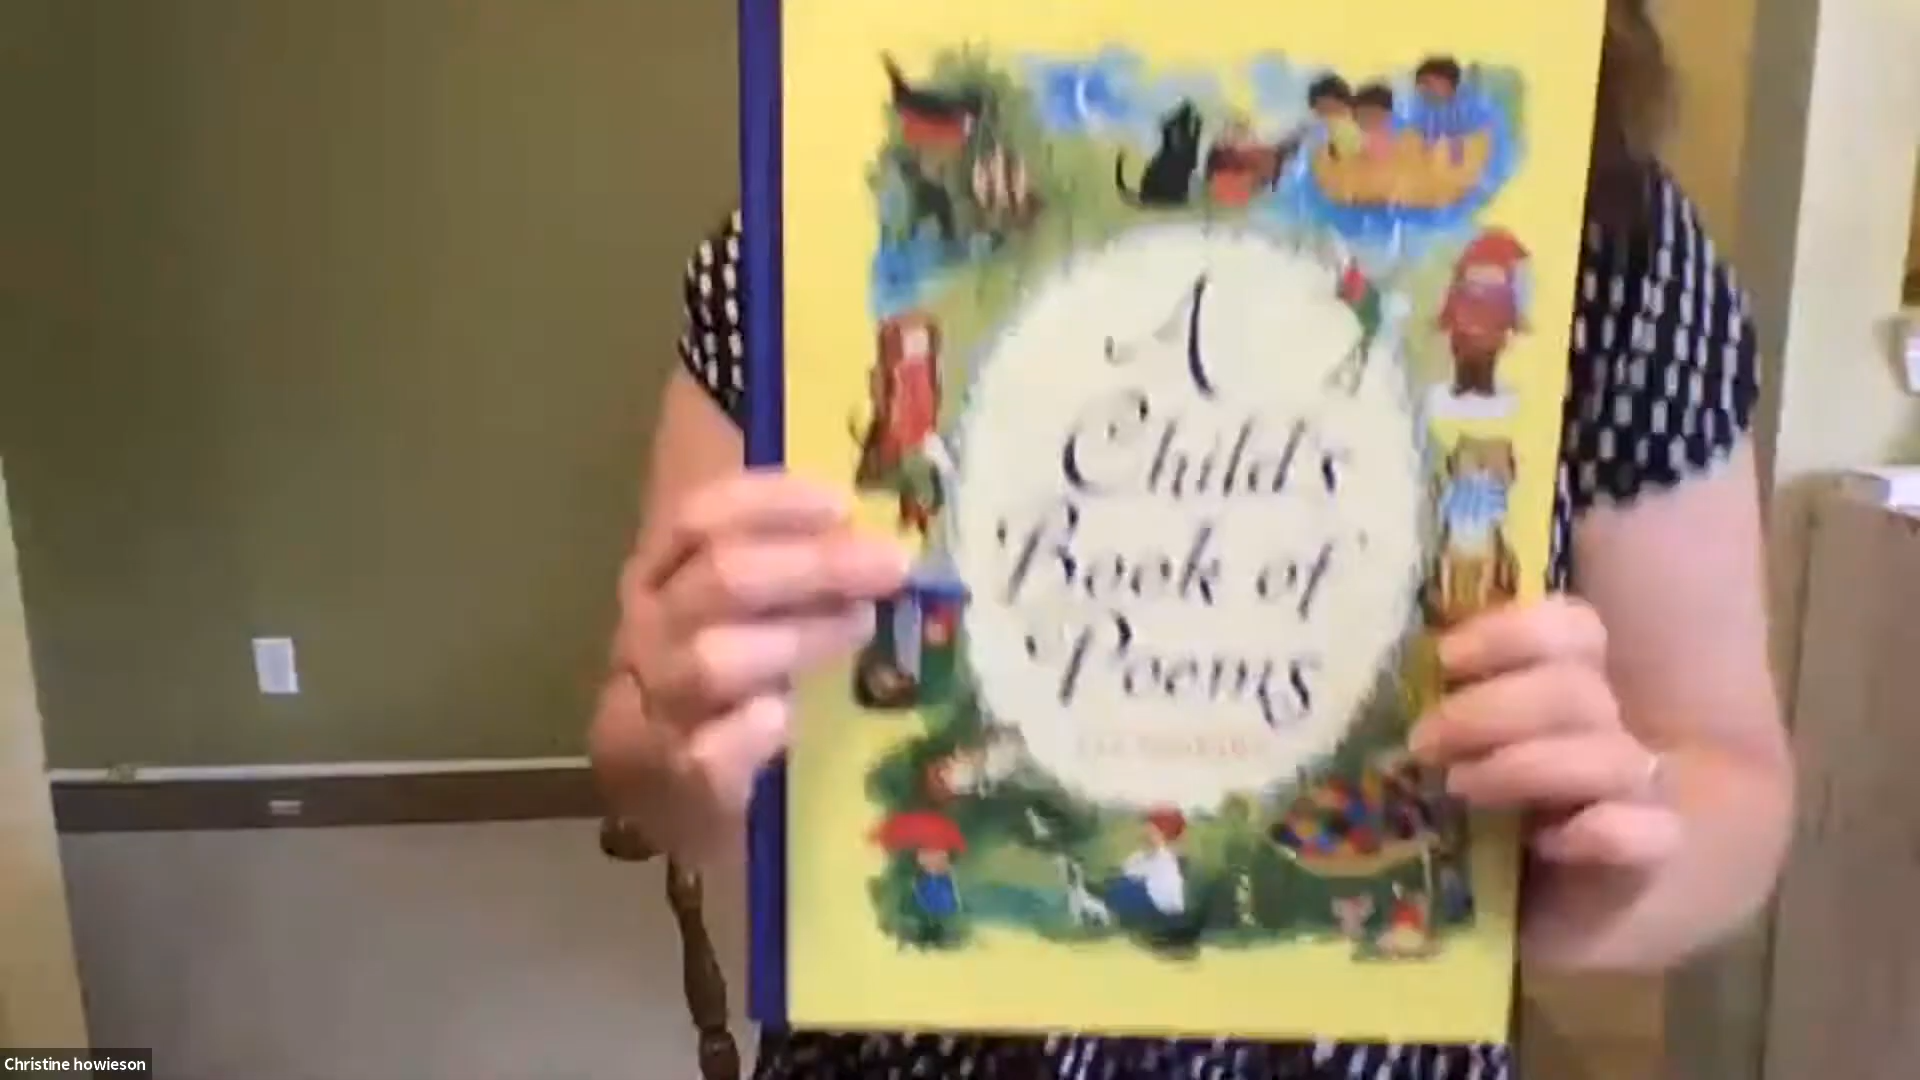 A
Child's
Book of
Poems
Christine howieson